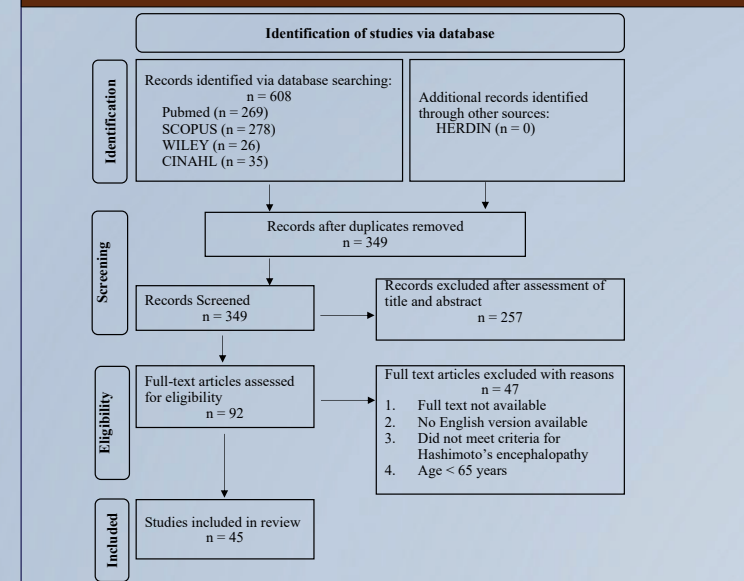 Identification of studies via database
Identification
Records identified via database searching:
n = 608
Pubmed (n = 269)
SCOPUS (n = 278)
WILEY (n = 26)
CINAHL (n = 35)
Additional records identified
through other sources:
HERDIN (n = 0)
Screening
Records after duplicates removed
n = 349
Records Screened
n = 349
Records excluded after assessment of
title and abstract
n = 257
Eligibility
Full-text articles assessed
for eligibility
n = 92
Full text articles excluded with reasons
n = 47
1. Full text not available
2. No English version available
3. Did not meet criteria for
Hashimoto’s encephalopathy
4. Age < 65 years
Included
Studies included in review
n = 45